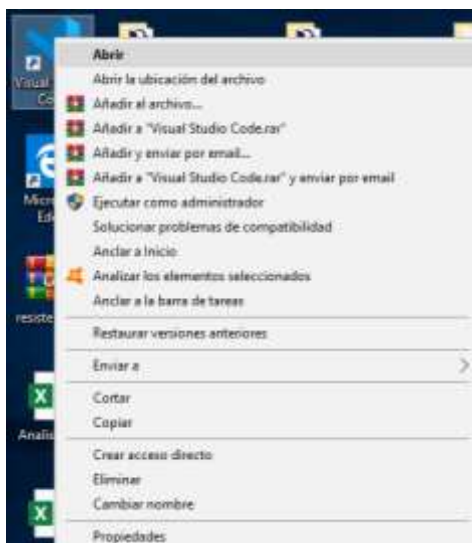 Visual
Co
Abrir
Abrir la ubicación del archivo
Añadir al archivo...
Añadir a "Visual Studio Code.rar"
Añadir y enviar por email...
Añadir a "Visual Studio Code.rar" y enviar por email
Ejecutar como administrador
Solucionar problemas de compatibilidad
Anclar a Inicio
Analizar los elementos seleccionados
Anclar a la barra de tareas
Restaurar versiones anteriores
Enviar a
Cortar
Copiar
Crear acceso directo
Eliminar
Cambiar nombre
Propiedades
Micro
Ed
resiste
Analis